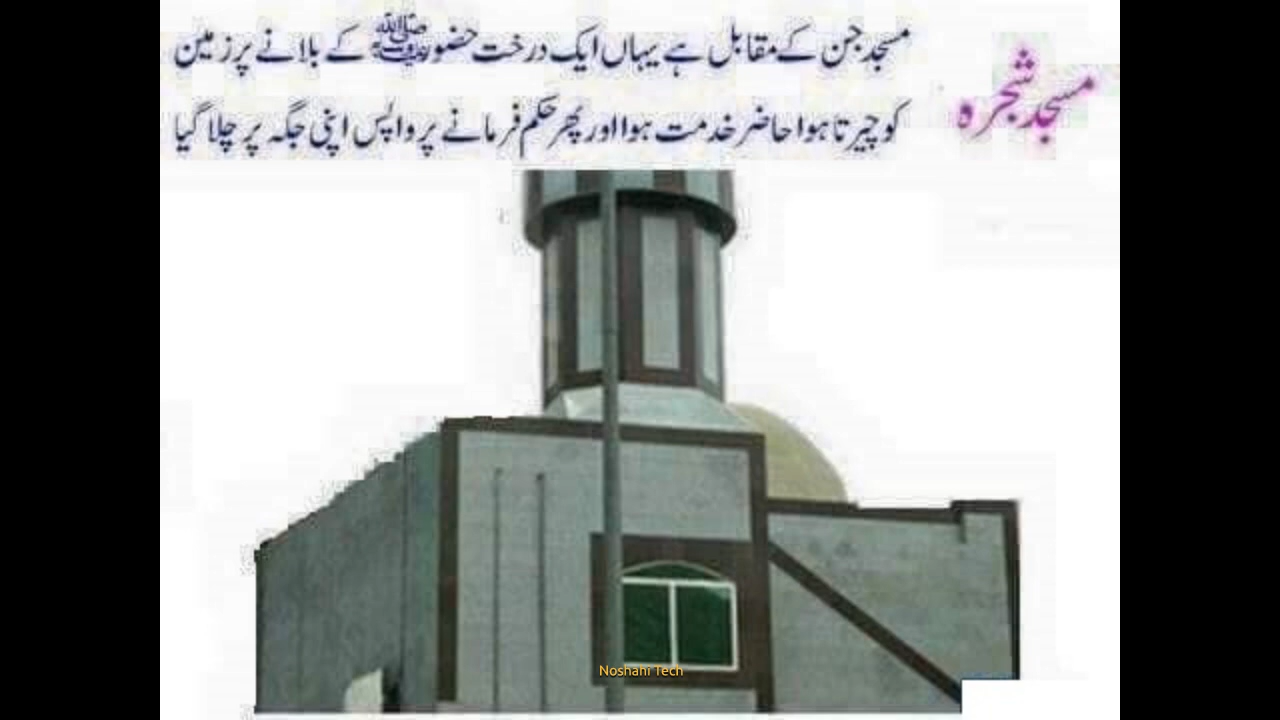 مسجد شجرہ
مسجد جن کے مقابل ہے یہاں ایک درخت حضور ﷺ کے بلانے پر زمین
کو چیرتا ہوا حاضر خدمت ہوا اور پھر حکم فرمانے پر واپس اپنی جگہ پر چلا گیا
Noshani Tech